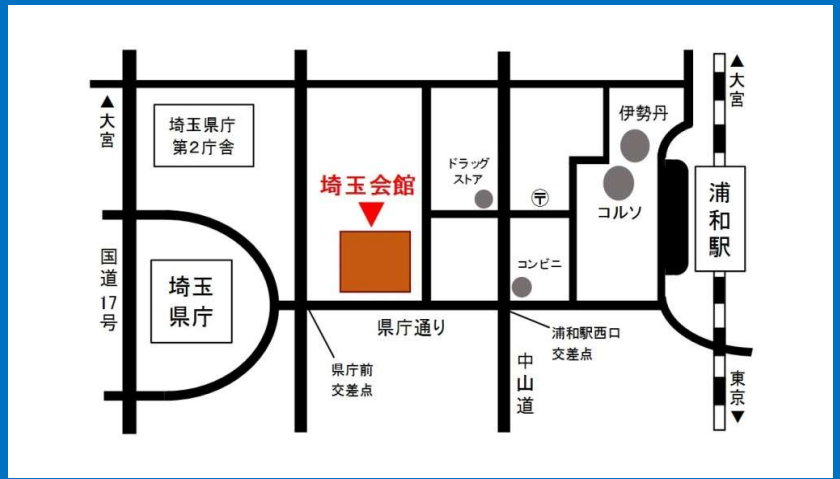 ▲大宮
埼玉県庁
第2庁舎
埼玉会館
ドラッグ
ストア
〒
伊勢丹
コルソ
▲大宮
浦和駅
国道17号
埼玉
県庁
コンビニ
県庁通り
県庁前
交差点
中山道
浦和駅西口
交差点
東京▼